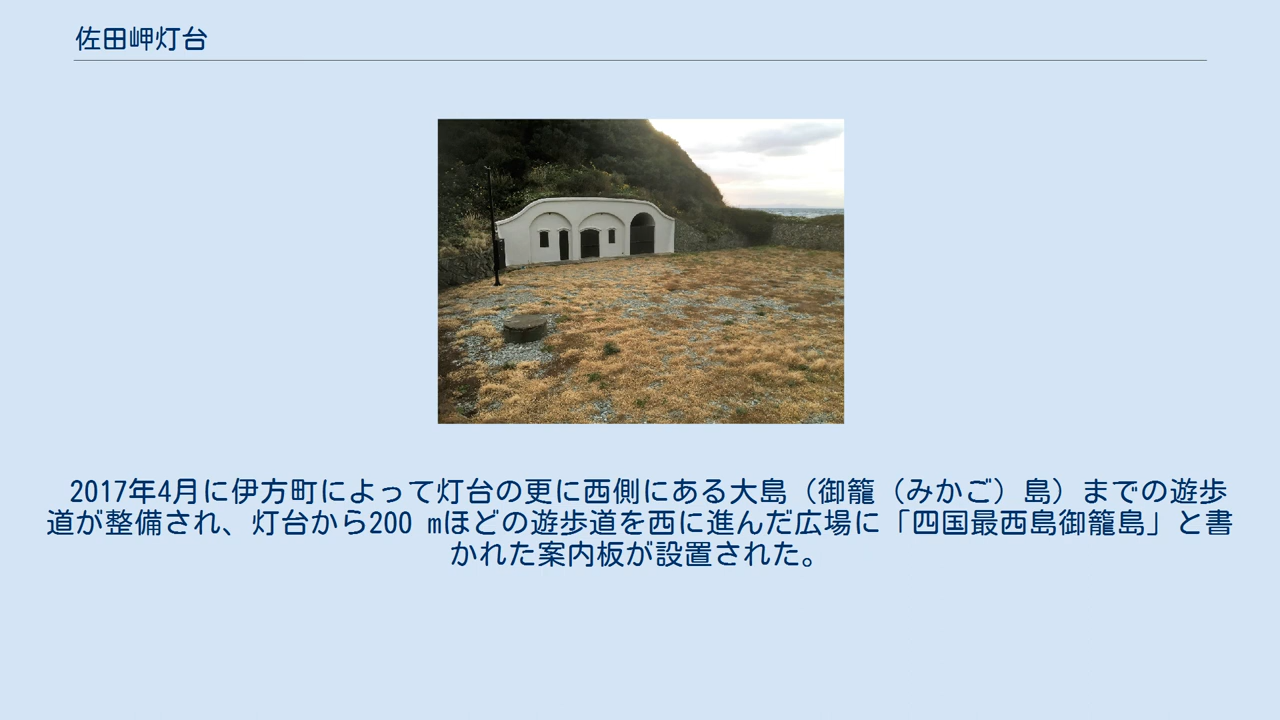 佐田岬灯台
2017年4月に伊方町によって灯台の更に西側にある大島（御籠（みかご）島）までの遊歩
道が整備され、灯台から200 mほどの遊歩道を西に進んだ広場に「四国最西島御籠島」と書
かれた案内板が設置された。